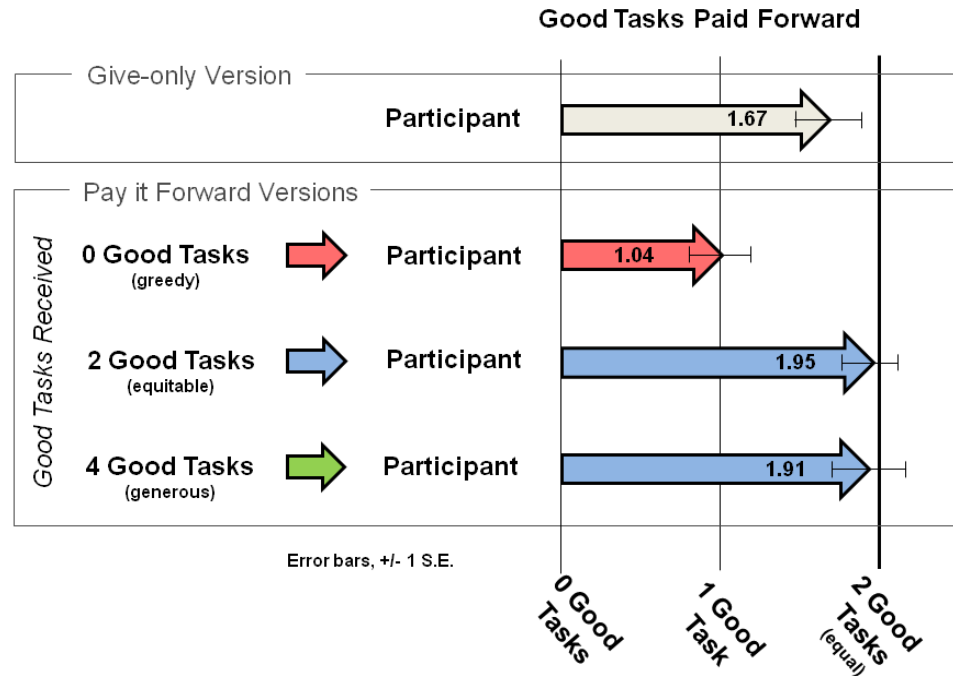 Good Tasks Paid Forward
Give-only Version
Participant
1.67
Pay it Forward Versions
Good Tasks Received
0 Good Tasks
(greedy)
Participant
1.04
2 Good Tasks
(equitable)
Participant
1.95
4 Good Tasks
(generous)
Participant
1.91
Error bars, +/- 1 S.E.
0 Good
Tasks
1 Good
Task
2 Good
Tasks
(equal)